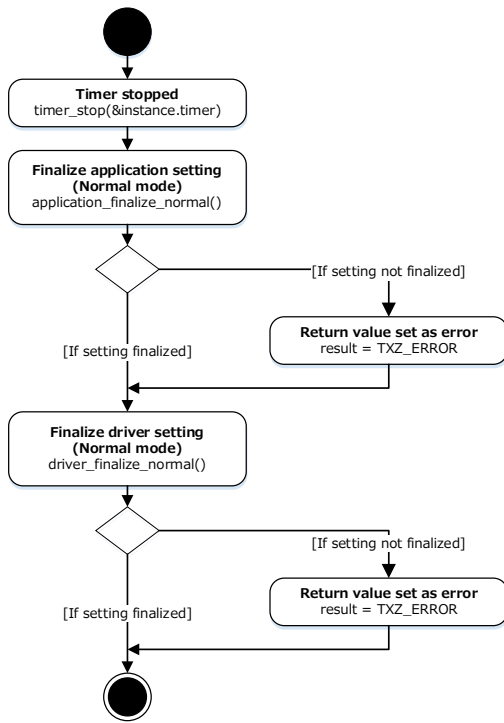 Timer stopped
timer_stop(&instance.timer)
Finalize application setting
(Normal mode)
application_finalize_normal()
[If setting not finalized]
Return value set as error
result = TXZ_ERROR
[If setting finalized]
Finalize driver setting
(Normal mode)
driver_finalize_normal()
[If setting not finalized]
Return value set as error
result = TXZ_ERROR
[If setting finalized]